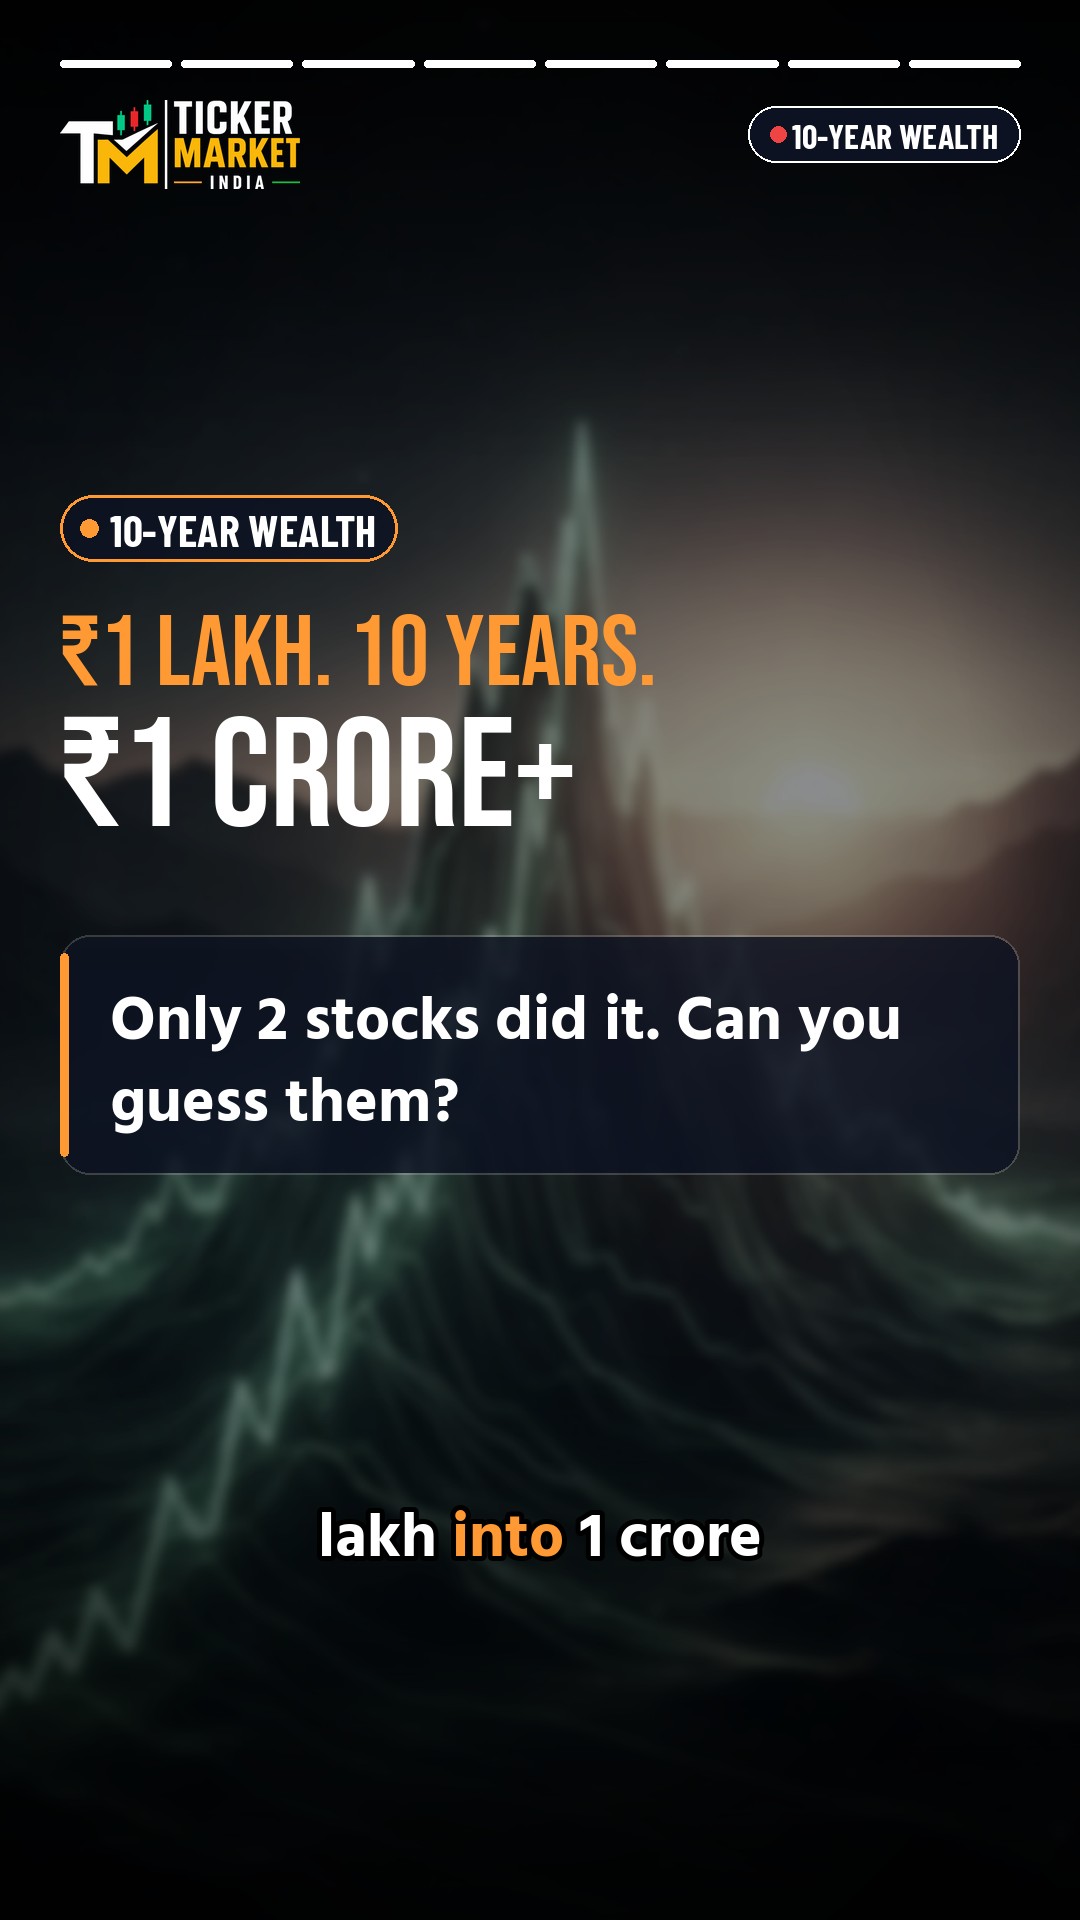 TM
TICKER
MARKET
INDIA
10-YEAR WEALTH
10-YEAR WEALTH
₹1 LAKH. 10 YEARS.
₹1 CRORE+
Only 2 stocks did it. Can you
guess them?
lakh into 1 crore